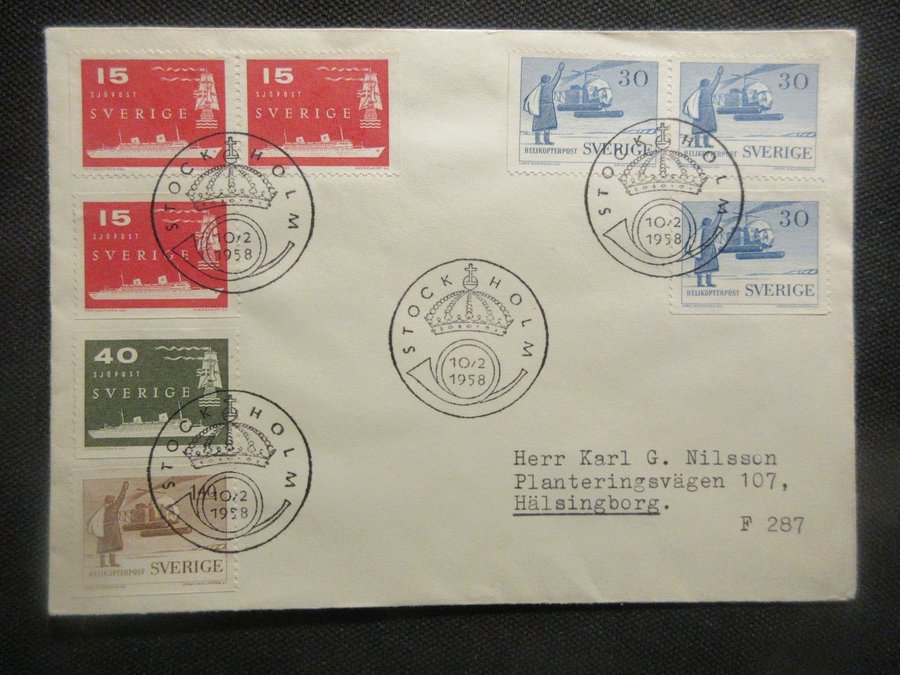 15
SJÖPOST
SVERIGE
15
SJÖPOST
SVERIGE
30
HELIKOPTERPOST SVERIGE
30
HELIKOPTERPOST SVERIGE
STOCKHOLM
10/2
1958
STOCKHOLM
10/2
1958
15
SJÖPOST
SVERIGE
30
HELIKOPTERPOST SVERIGE
STOCKHOLM
10/2
1958
40
SJÖPOST
SVERIGE
STOCKHOLM
10/2
1958
140
HELIKOPTERPOST SVERIGE
Herr Karl G. Nilsson
Planteringsvägen 107,
Hälsingborg.
F 287